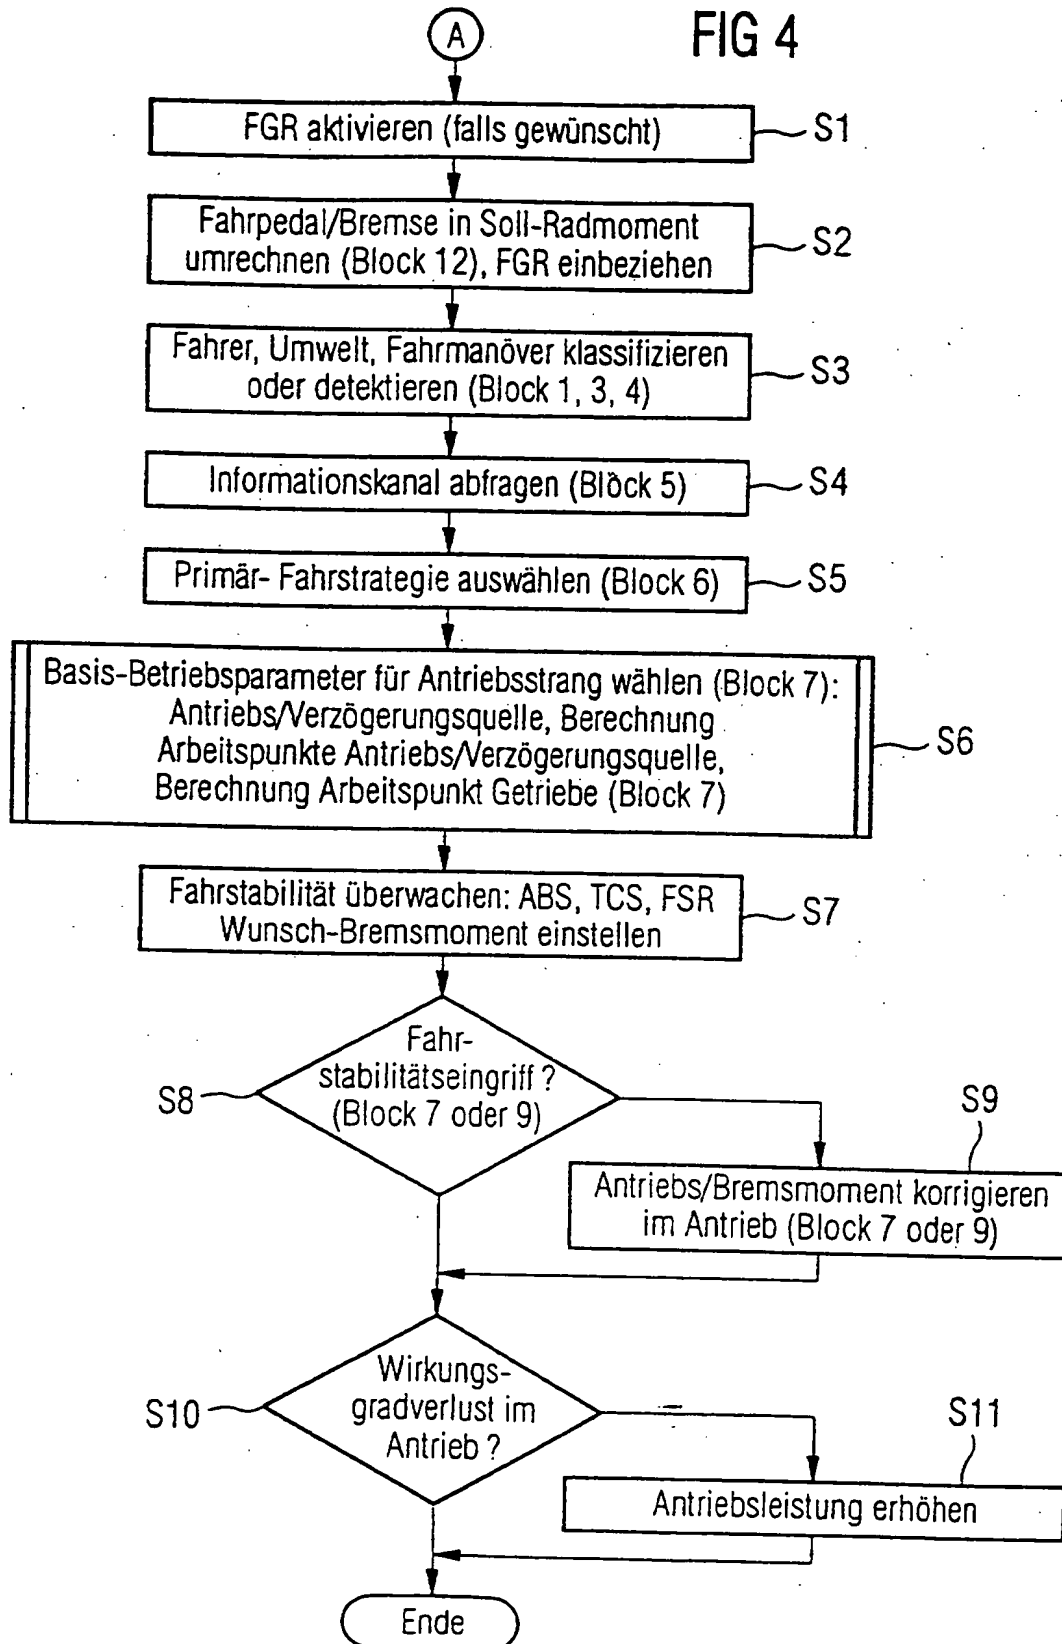 A
FIG 4
FGR aktivieren (falls gewünscht)
S1
Fahrpedal/Bremse in Soll-Radmoment
umrechnen (Block 12), FGR einbeziehen
S2
Fahrer, Umwelt, Fahrmanöver klassifizieren
oder detektieren (Block 1, 3, 4)
S3
Informationskanal abfragen (Block 5)
S4
Primär- Fahrstrategie auswählen (Block 6)
S5
Basis-Betriebsparameter für Antriebsstrang wählen (Block 7):
Antriebs/Verzögerungsquelle, Berechnung
Arbeitspunkte Antriebs/Verzögerungsquelle,
Berechnung Arbeitspunkt Getriebe (Block 7)
S6
Fahrstabilität überwachen: ABS, TCS, FSR
Wunsch-Bremsmoment einstellen
S7
Fahr-
stabilitätseingriff ?
(Block 7 oder 9)
S8
S9
Antriebs/Bremsmoment korrigieren
im Antrieb (Block 7 oder 9)
Wirkungs-
gradverlust im
Antrieb ?
S10
S11
Antriebsleistung erhöhen
Ende